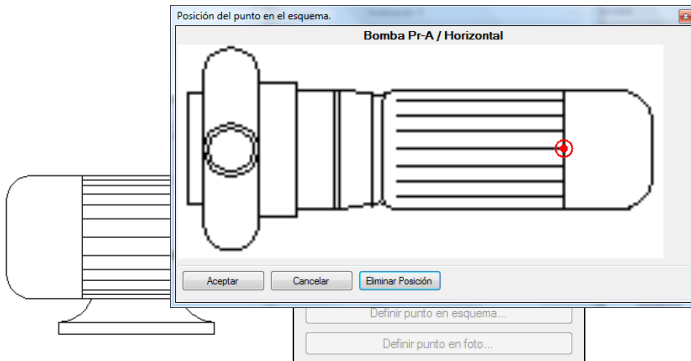 Posición del punto en el esquema.
Bomba Pr-A / Horizontal
Aceptar
Cancelar
Eliminar Posición
Definir punto en esquema...
Definir punto en foto...